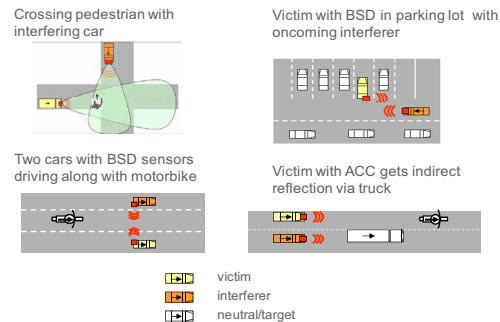 Crossing pedestrian with
interfering car
Victim with BSD in parking lot with
oncoming interferer
Two cars with BSD sensors
driving along with motorbike
Victim with ACC gets indirect
reflection via truck
victim
interferer
neutral/target